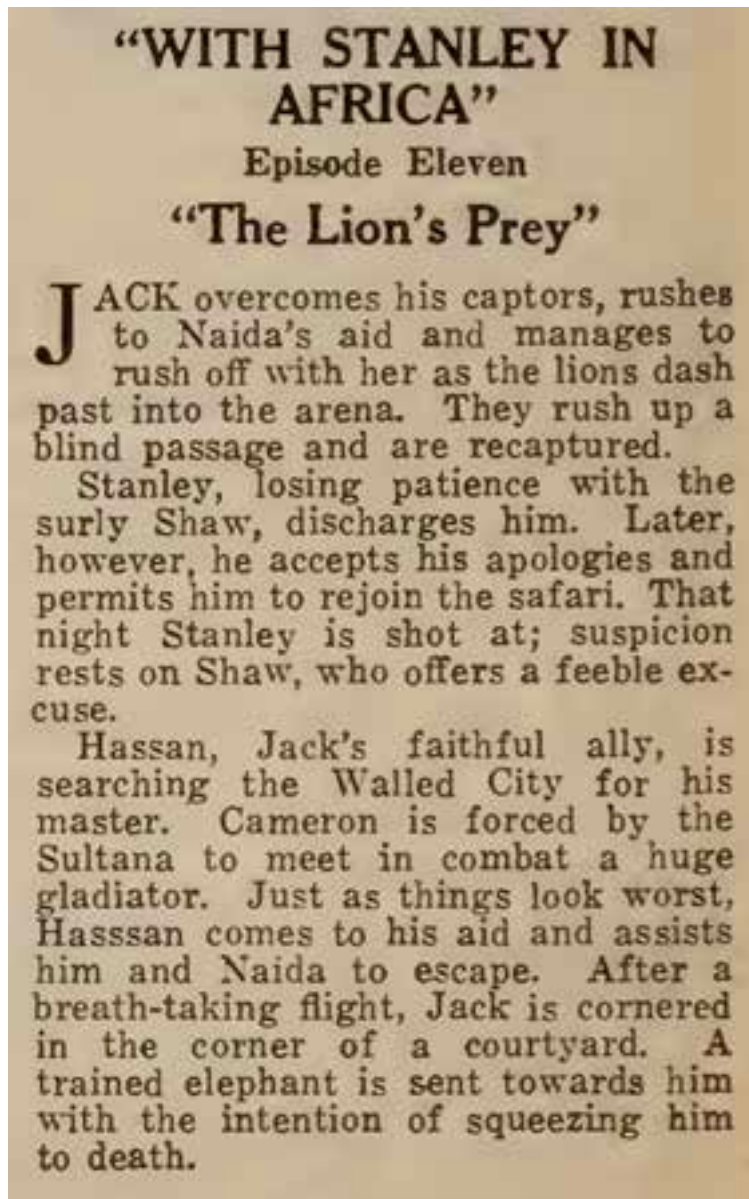 “WITH STANLEY IN
AFRICA”
Episode Eleven
“The Lion’s Prey”
JACK overcomes his captors, rushes
to Naida’s aid and manages to
rush off with her as the lions dash
past into the arena. They rush up a
blind passage and are recaptured.
Stanley, losing patience with the
surly Shaw, discharges him. Later,
however, he accepts his apologies and
permits him to rejoin the safari. That
night Stanley is shot at; suspicion
rests on Shaw, who offers a feeble ex-
cuse.
Hassan, Jack’s faithful ally, is
searching the Walled City for his
master. Cameron is forced by the
Sultana to meet in combat a huge
gladiator. Just as things look worst,
Hasssan comes to his aid and assists
him and Naida to escape. After a
breath-taking flight, Jack is cornered
in the corner of a courtyard. A
trained elephant is sent towards him
with the intention of squeezing him
to death.